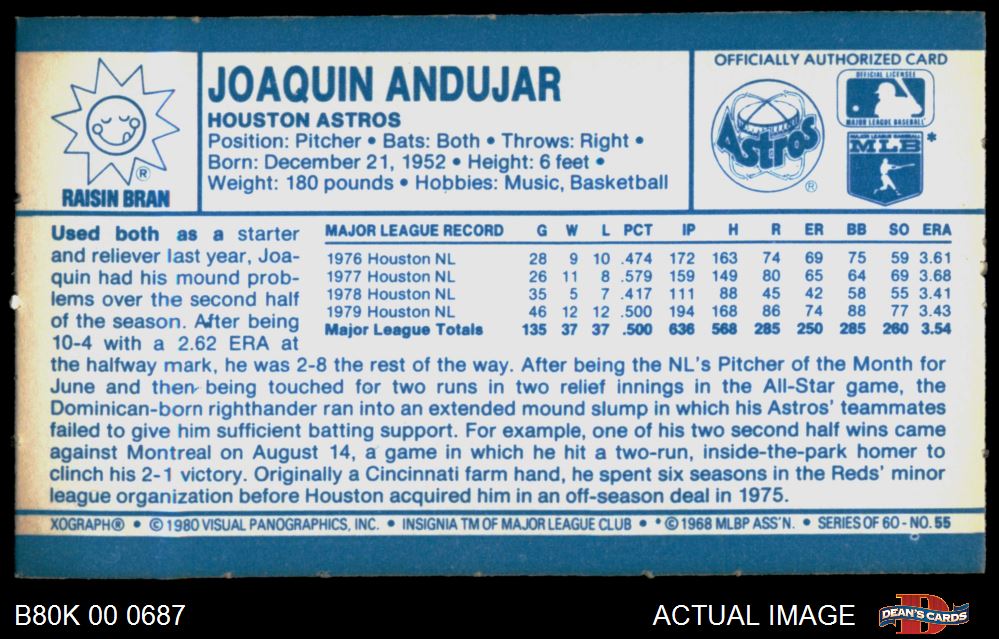 JOAQUIN ANDUJAR
HOUSTON ASTROS
Position: Pitcher • Bats: Both • Throws: Right •
Born: December 21, 1952 • Height: 6 feet •
Weight: 180 pounds • Hobbies: Music, Basketball
®
RAISIN BRAN
OFFICIALLY AUTHORIZED CARD
Astros
®
OFFICIAL LICENSEE
MAJOR LEAGUE BASEBALL
MAJOR LEAGUE BASEBALL
MLB *
Used both as a starter
and reliever last year, Joa-
quin had his mound prob-
lems over the second half
of the season. After being
10-4 with a 2.62 ERA at
MAJOR LEAGUE RECORD G W L PCT IP H R ER BB SO ERA
1976 Houston NL 28 9 10 .474 172 163 74 69 75 59 3.61
1977 Houston NL 26 11 8 .579 159 149 80 65 64 69 3.68
1978 Houston NL 35 5 7 .417 111 88 45 42 58 55 3.41
1979 Houston NL 46 12 12 .500 194 168 86 74 88 77 3.43
Major League Totals 135 37 37 .500 636 568 285 250 285 260 3.54
the halfway mark, he was 2-8 the rest of the way. After being the NL's Pitcher of the Month for
June and then being touched for two runs in two relief innings in the All-Star game, the
Dominican-born righthander ran into an extended mound slump in which his Astros' teammates
failed to give him sufficient batting support. For example, one of his two second half wins came
against Montreal on August 14, a game in which he hit a two-run, inside-the-park homer to
clinch his 2-1 victory. Originally a Cincinnati farm hand, he spent six seasons in the Reds' minor
league organization before Houston acquired him in an off-season deal in 1975.
XOGRAPH® • © 1980 VISUAL PANOGRAPHICS, INC. • INSIGNIA TM OF MAJOR LEAGUE CLUB • * © 1968 MLBP ASS'N. • SERIES OF 60 - NO. 55
B80K 00 0687
ACTUAL IMAGE
D
DEAN'S CARDS